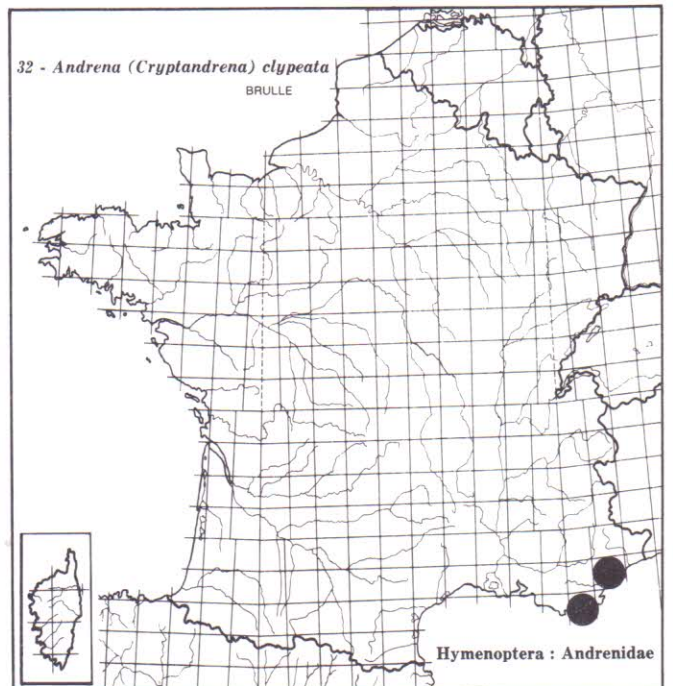 32 - Andrena (Cryptandrena) clypeata
BRULLE
Hymenoptera : Andrenidae